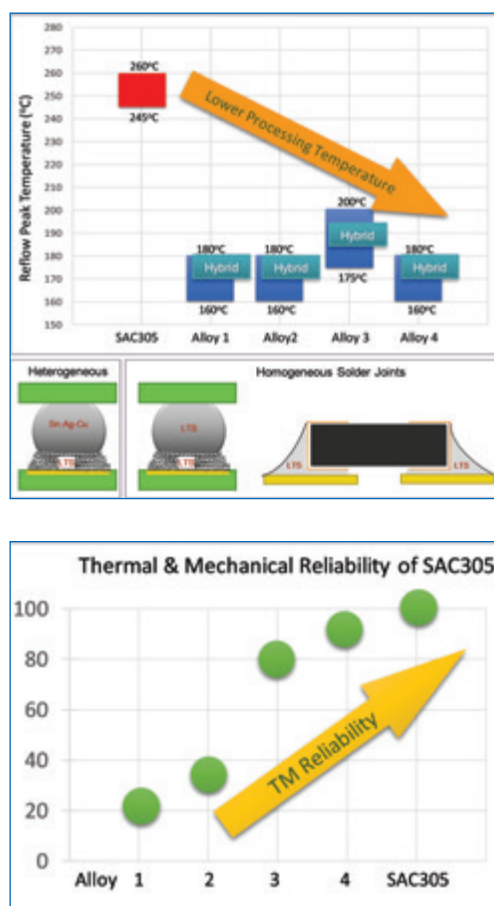 280
270
260
250
240
230
220
210
200
190
180
170
160
150
Reflow Peak Temperature (ºC)
260ºC
245ºC
Lower Processing Temperature
180ºC
Hybrid
160ºC
180ºC
Hybrid
160ºC
200ºC
Hybrid
175ºC
180ºC
Hybrid
160ºC
SAC305 Alloy 1 Alloy2 Alloy 3 Alloy 4
Heterogeneous
Homogeneous Solder Joints
Sn Ag-Cu
LTS
LTS
LTS
LTS
Thermal & Mechanical Reliability of SAC305
100
80
60
40
20
0
TM Reliability
Alloy 1 2 3 4 SAC305